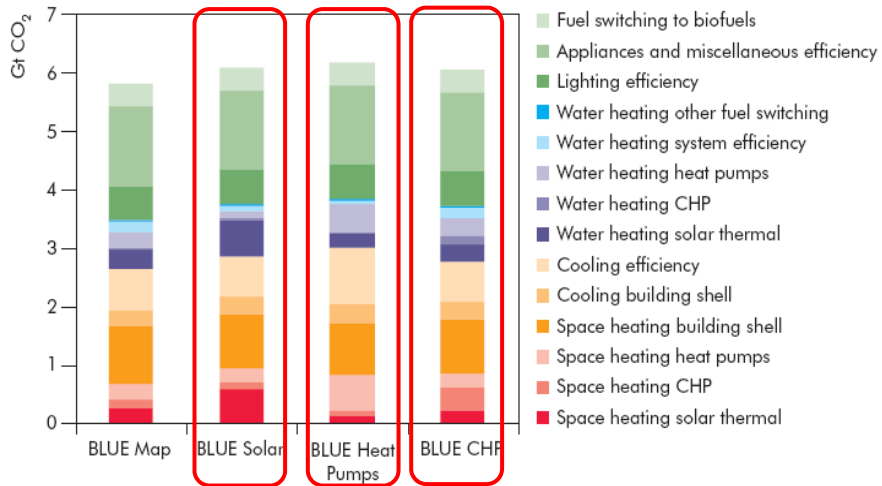 Gt CO2
7
6
5
4
3
2
1
0
BLUE Map
BLUE Solar
BLUE Heat
Pumps
BLUE CHP
Fuel switching to biofuels
Appliances and miscellaneous efficiency
Lighting efficiency
Water heating other fuel switching
Water heating system efficiency
Water heating heat pumps
Water heating CHP
Water heating solar thermal
Cooling efficiency
Cooling building shell
Space heating building shell
Space heating heat pumps
Space heating CHP
Space heating solar thermal